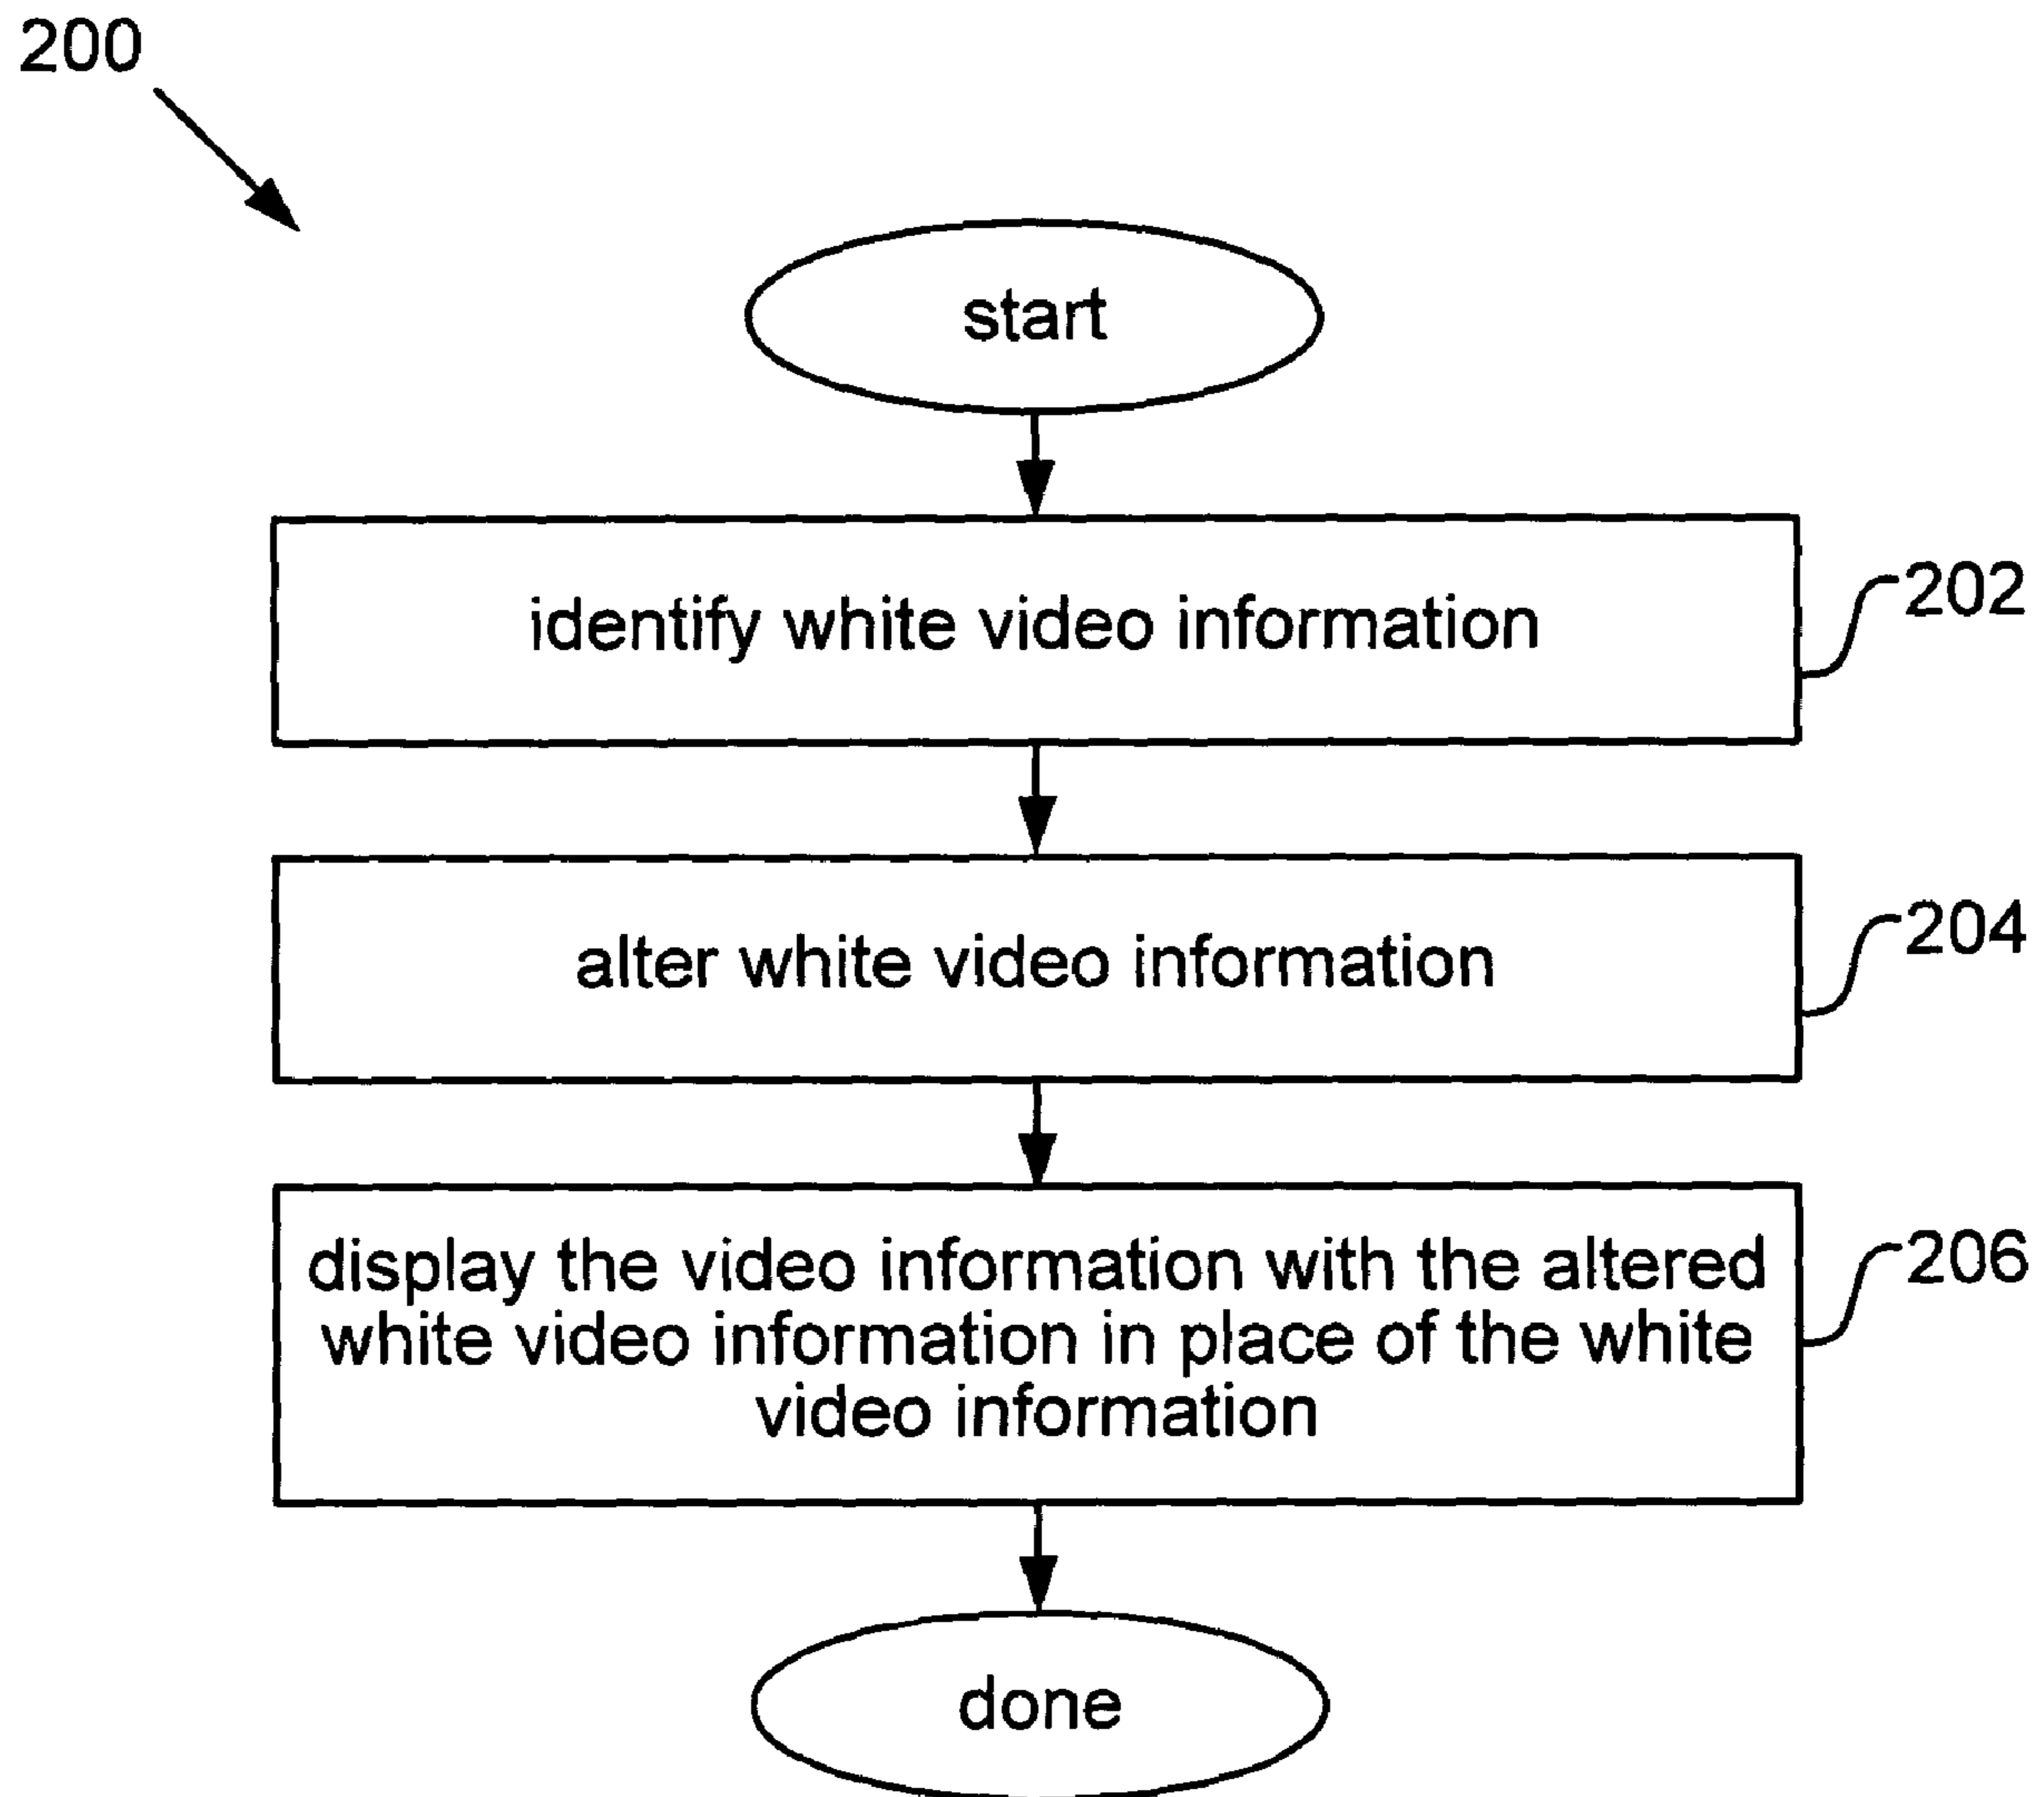 200
start
identify white video information
202
alter white video information
204
display the video information with the altered
white video information in place of the white
video information
206
done